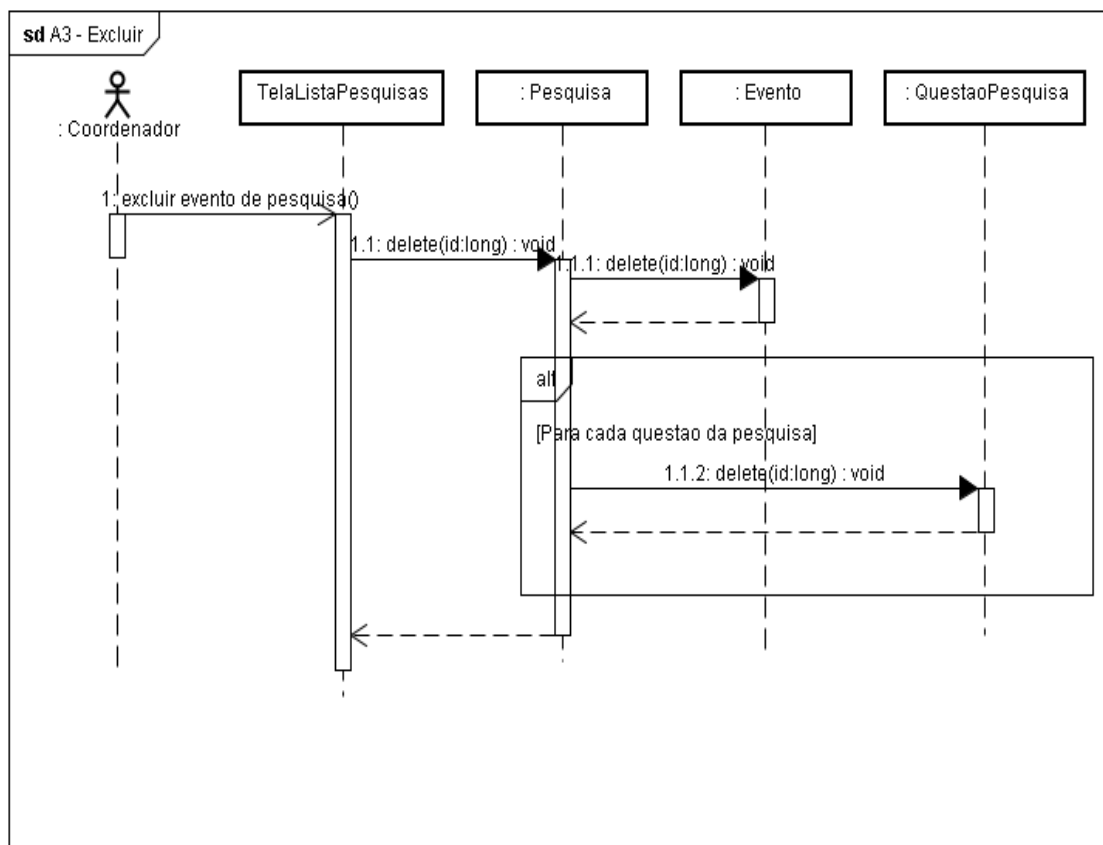 sd A3 - Excluir
: Coordenador
TelaListaPesquisas
: Pesquisa
: Evento
: QuestaoPesquisa
1: excluir evento de pesquisa()
1.1: delete(id:long) : void
1.1.1: delete(id:long) : void
alt
[Para cada questao da pesquisa]
1.1.2: delete(id:long) : void